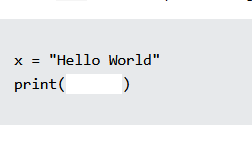 x = "Hello World"
print(      )